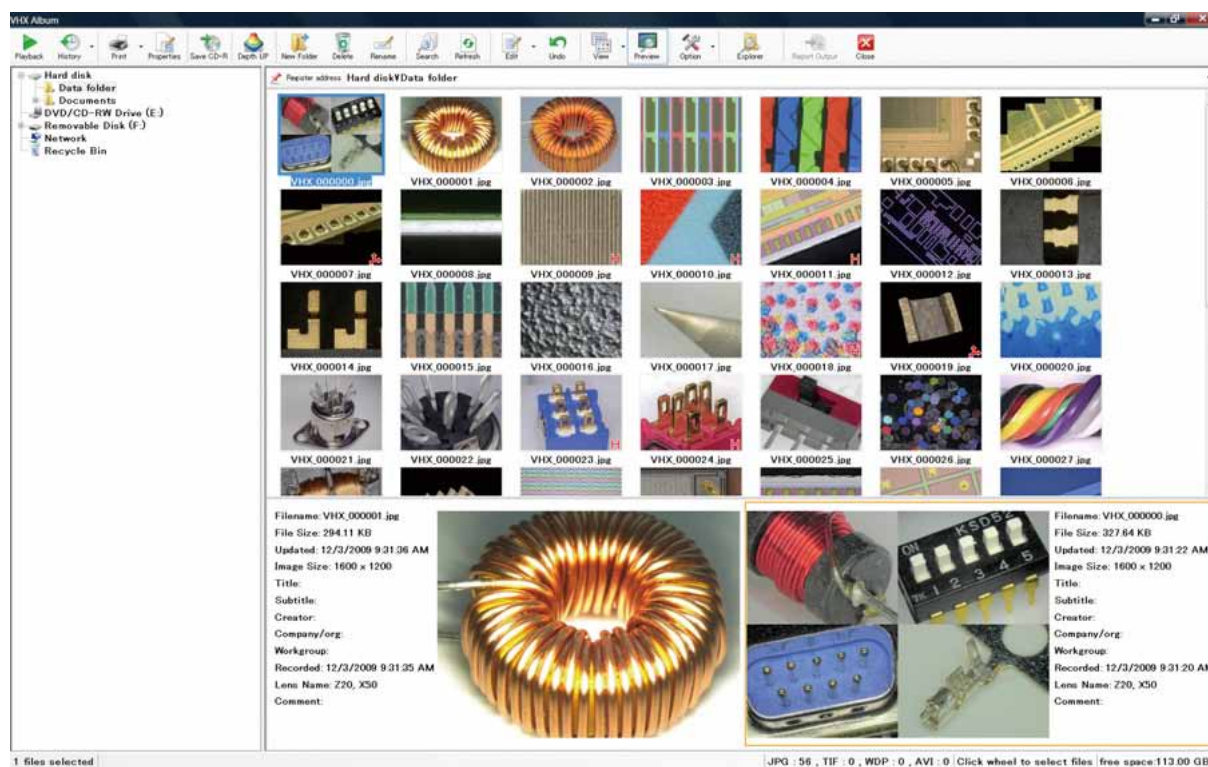 VHX Album
Playback History Print Properties Save CD-R Depth UP New Folder Delete Rename Search Refresh Edit Undo View Preview Option Explorer Report Output Close
Hard disk
Data folder
Documents
DVD/CD-RW Drive (E:)
Removable Disk (F:)
Network
Recycle Bin
Register address Hard disk¥Data folder
VHX_000000.jpg VHX_000001.jpg VHX_000002.jpg VHX_000003.jpg VHX_000004.jpg VHX_000005.jpg VHX_000006.jpg
H H H
VHX_000007.jpg VHX_000008.jpg VHX_000009.jpg VHX_000010.jpg VHX_000011.jpg VHX_000012.jpg VHX_000013.jpg
H
VHX_000014.jpg VHX_000015.jpg VHX_000016.jpg VHX_000017.jpg VHX_000018.jpg VHX_000019.jpg VHX_000020.jpg
H H
VHX_000021.jpg VHX_000022.jpg VHX_000023.jpg VHX_000024.jpg VHX_000025.jpg VHX_000026.jpg VHX_000027.jpg
Filename: VHX_000001.jpg
File Size: 294.11 KB
Updated: 12/3/2009 9:31:36 AM
Image Size: 1600 x 1200
Title:
Subtitle:
Creator:
Company/org:
Workgroup:
Recorded: 12/3/2009 9:31:35 AM
Lens Name: Z20, X50
Comment:
KSD52
ON
1 2 3 4 5
Filename: VHX_000000.jpg
File Size: 327.64 KB
Updated: 12/3/2009 9:31:22 AM
Image Size: 1600 x 1200
Title:
Subtitle:
Creator:
Company/org:
Workgroup:
Recorded: 12/3/2009 9:31:20 AM
Lens Name: Z20, X50
Comment:
1 files selected
JPG : 56 , TIF : 0 , WDP : 0 , AVI : 0 Click wheel to select files free space:113.00 GB